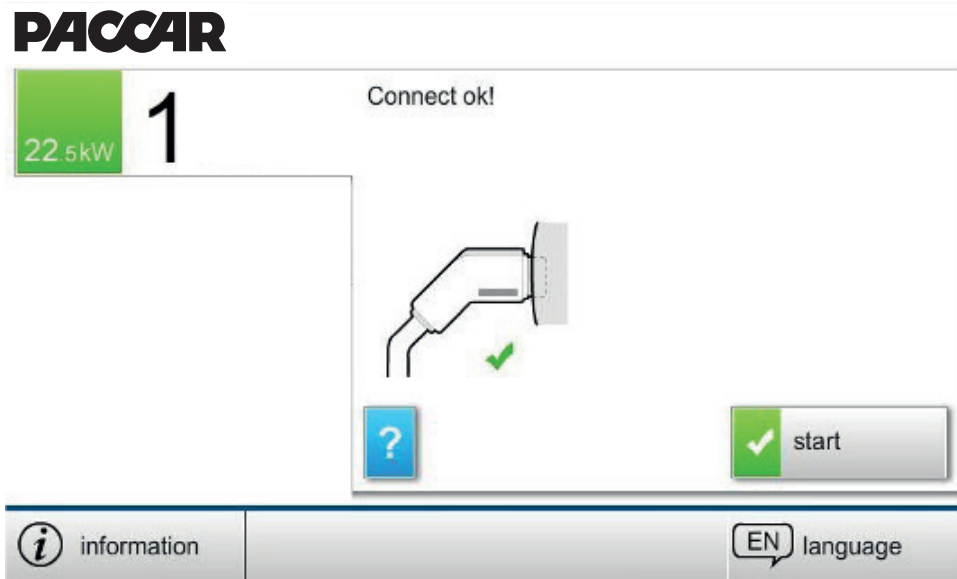 PACCAR
22.5kW
1
Connect ok!
?
start
i information
EN language